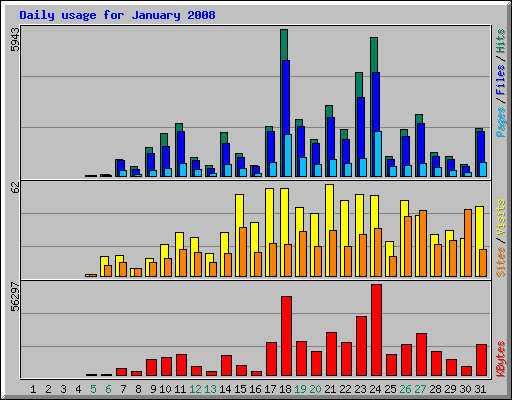 Daily usage for January 2008
5943
Pages / Files / Hits
62
Sites / Visits
56297
KBytes
1 2 3 4 5 6 7 8 9 10 11 12 13 14 15 16 17 18 19 20 21 22 23 24 25 26 27 28 29 30 31